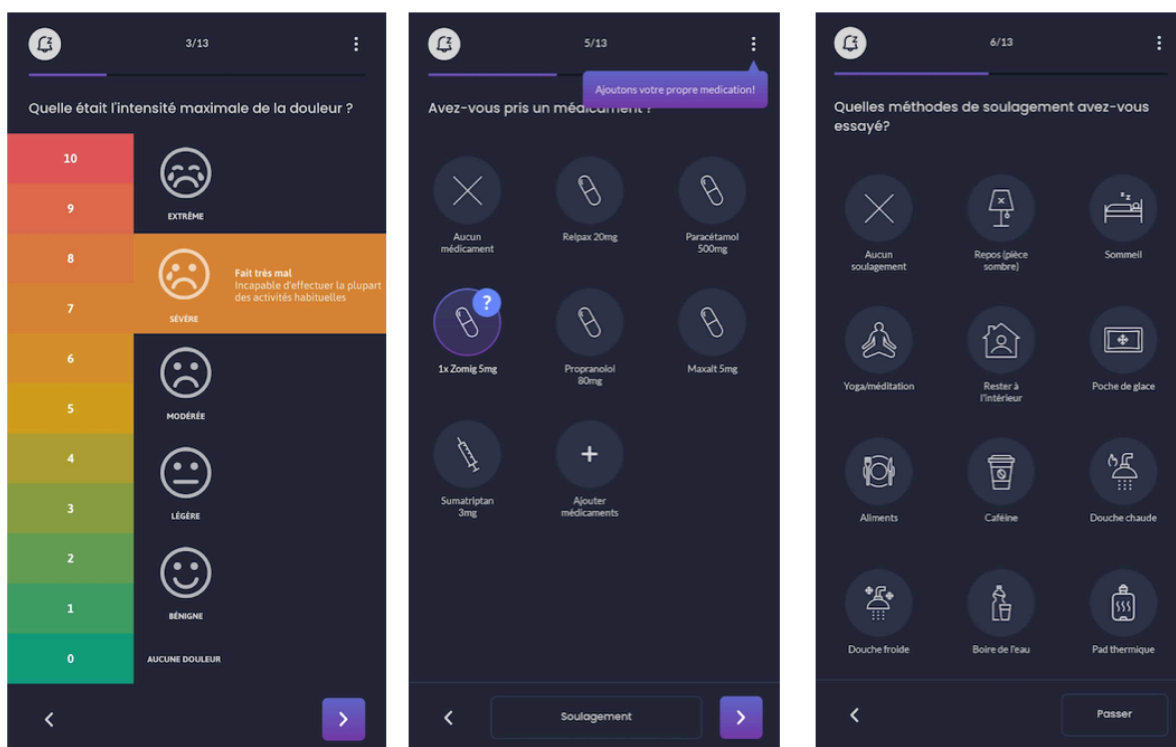 3/13
Quelle était l'intensité maximale de la douleur ?
10
9
EXTRÊME
8
Fait très mal
Incapable d'effectuer la plupart
des activités habituelles
7
SÉVÈRE
6
5
MODÉRÉE
4
3
LÉGÈRE
2
1
BÉNIGNE
0
AUCUNE DOULEUR
5/13
Ajoutons votre propre medication!
Avez-vous pris un médicament ?
Aucun
médicament
Relpax 20mg
Paracétamol
500mg
?
1x Zomig 5mg
Propranolol
80mg
Maxalt 5mg
Sumatriptan
3mg
+
Ajouter
médicaments
Soulagement
6/13
Quelles méthodes de soulagement avez-vous
essayé?
Aucun
soulagement
Repos (pièce
sombre)
Sommeil
Yoga/méditation
Rester à
l'intérieur
Poche de glace
Aliments
Caféine
Douche chaude
Douche froide
Boire de l'eau
Pad thermique
Passer